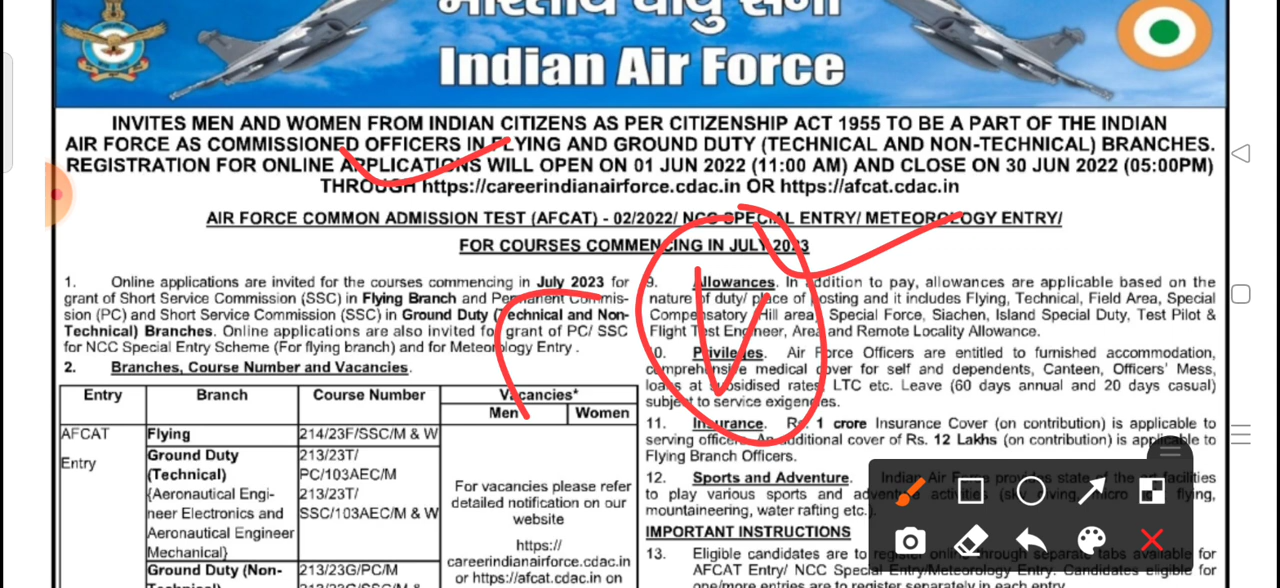 भारतीय वायु सेना
Indian Air Force
INVITES MEN AND WOMEN FROM INDIAN CITIZENS AS PER CITIZENSHIP ACT 1955 TO BE A PART OF THE INDIAN
AIR FORCE AS COMMISSIONED OFFICERS IN FLYING AND GROUND DUTY (TECHNICAL AND NON-TECHNICAL) BRANCHES.
REGISTRATION FOR ONLINE APPLICATIONS WILL OPEN ON 01 JUN 2022 (11:00 AM) AND CLOSE ON 30 JUN 2022 (05:00PM)
THROUGH https://careerindianairforce.cdac.in OR https://afcat.cdac.in
AIR FORCE COMMON ADMISSION TEST (AFCAT) - 02/2022/ NCC SPECIAL ENTRY/ METEOROLOGY ENTRY/
FOR COURSES COMMENCING IN JULY 2023
1. Online applications are invited for the courses commencing in July 2023 for
grant of Short Service Commission (SSC) in Flying Branch and Permanent Commis-
sion (PC) and Short Service Commission (SSC) in Ground Duty (Technical and Non-
Technical) Branches. Online applications are also invited for grant of PC/ SSC
for NCC Special Entry Scheme (For flying branch) and for Meteorology Entry .
2. Branches, Course Number and Vacancies.
Entry Branch Course Number Vacancies*
Men Women
AFCAT
Entry
Flying 214/23F/SSC/M & W
Ground Duty
(Technical)
{Aeronautical Engi-
neer Electronics and
Aeronautical Engineer
Mechanical}
213/23T/
PC/103AEC/M
213/23T/
SSC/103AEC/M & W
Ground Duty (Non- 213/23G/PC/M
For vacancies please refer
detailed notification on our
website
https://
careerindianairforce.cdac.in
or https://afcat.cdac.in on
9. Allowances. In addition to pay, allowances are applicable based on the
nature of duty/ place of posting and it includes Flying, Technical, Field Area, Special
Compensatory (Hill area), Special Force, Siachen, Island Special Duty, Test Pilot &
Flight Test Engineer, Area and Remote Locality Allowance.
10. Privileges. Air Force Officers are entitled to furnished accommodation,
comprehensive medical cover for self and dependents, Canteen, Officers' Mess,
loans at subsidised rates, LTC etc. Leave (60 days annual and 20 days casual)
subject to service exigencies.
11. Insurance. Rs. 1 crore Insurance Cover (on contribution) is applicable to
serving officers. An additional cover of Rs. 12 Lakhs (on contribution) is applicable to
Flying Branch Officers.
12. Sports and Adventure. Indian Air Force provides state of the art facilities
to play various sports and adventure activities (sky diving, micro light flying,
mountaineering, water rafting etc.).
IMPORTANT INSTRUCTIONS
13. Eligible candidates are to register online through separate tabs available for
AFCAT Entry/ NCC Special Entry/Meteorology Entry. Candidates eligible for
one/more entries are to register separately in each entry.